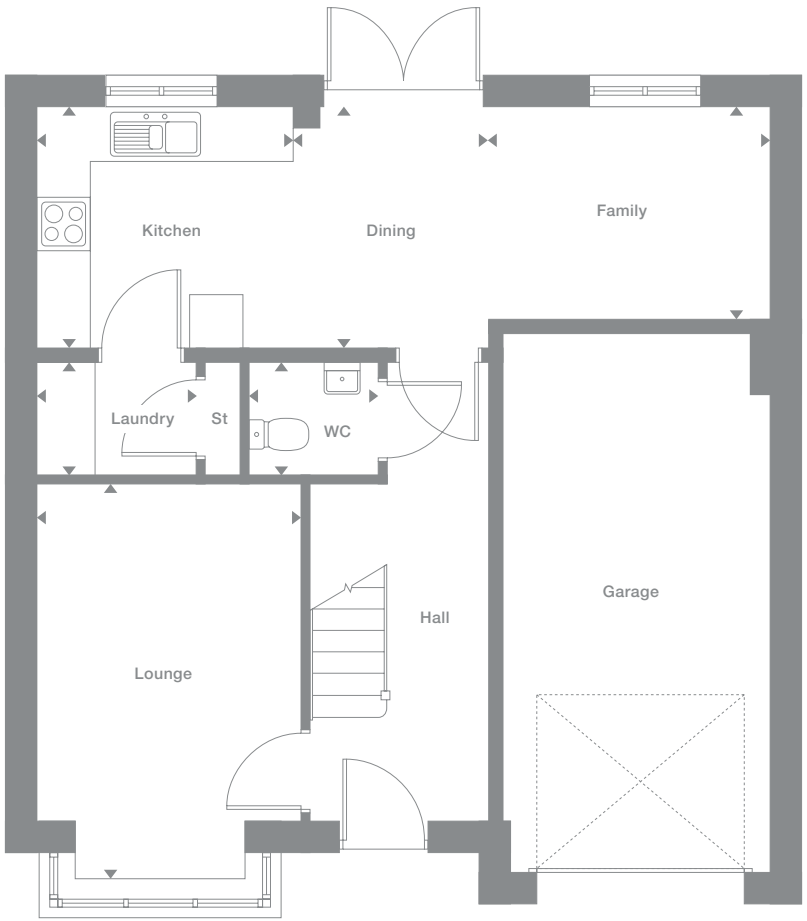 Family
Kitchen
Dining
Laundry
St
WC
Garage
Hall
Lounge